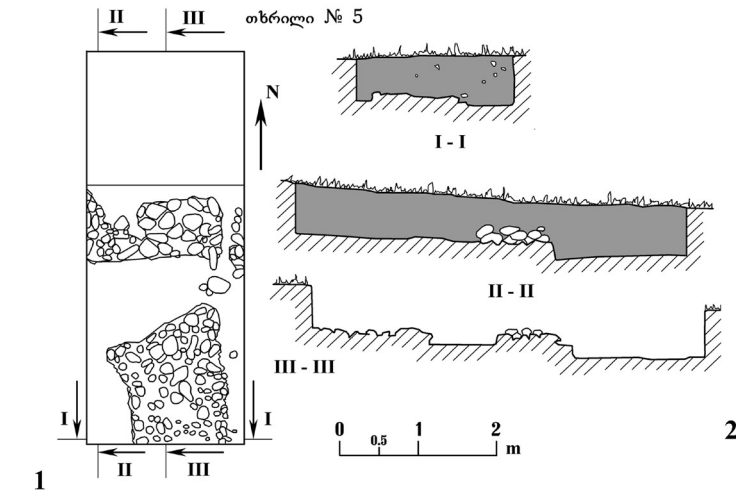 II III თხრილი № 5
N
I - I
II - II
III - III
I I
II III
0 0.5 1 2 m
1 2